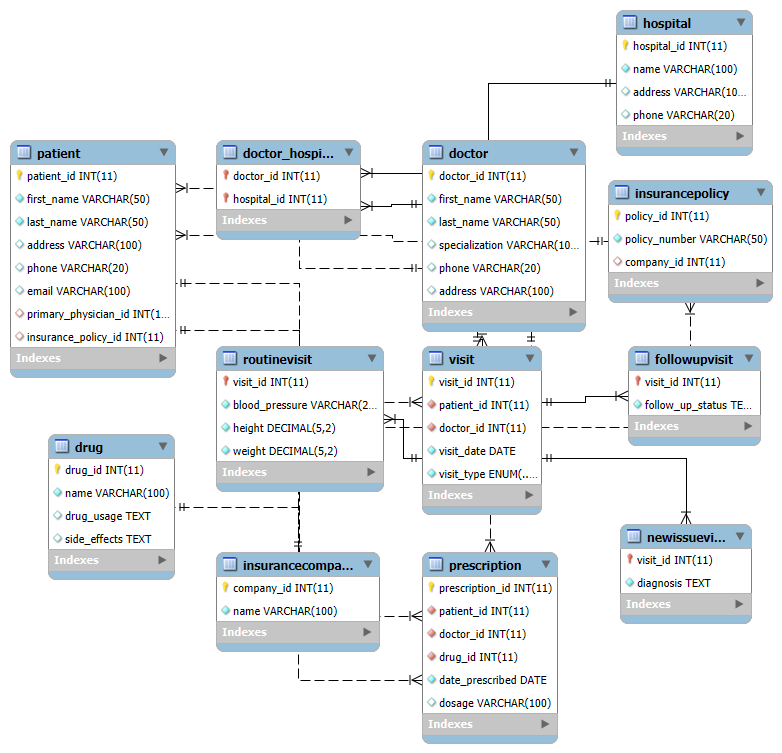 hospital
hospital_id INT(11)
name VARCHAR(100)
address VARCHAR(10...
phone VARCHAR(20)
Indexes
patient
patient_id INT(11)
first_name VARCHAR(50)
last_name VARCHAR(50)
address VARCHAR(100)
phone VARCHAR(20)
email VARCHAR(100)
primary_physician_id INT(1...
insurance_policy_id INT(11)
Indexes
doctor_hospi...
doctor_id INT(11)
hospital_id INT(11)
Indexes
doctor
doctor_id INT(11)
first_name VARCHAR(50)
last_name VARCHAR(50)
specialization VARCHAR(10...
phone VARCHAR(20)
address VARCHAR(100)
Indexes
insurancepolicy
policy_id INT(11)
policy_number VARCHAR(50)
company_id INT(11)
Indexes
routinevisit
visit_id INT(11)
blood_pressure VARCHAR(2...
height DECIMAL(5,2)
weight DECIMAL(5,2)
Indexes
visit
visit_id INT(11)
patient_id INT(11)
doctor_id INT(11)
visit_date DATE
visit_type ENUM(...
Indexes
followupvisit
visit_id INT(11)
follow_up_status TE...
Indexes
drug
drug_id INT(11)
name VARCHAR(100)
drug_usage TEXT
side_effects TEXT
Indexes
insurancecompa...
company_id INT(11)
name VARCHAR(100)
Indexes
prescription
prescription_id INT(11)
patient_id INT(11)
doctor_id INT(11)
drug_id INT(11)
date_prescribed DATE
dosage VARCHAR(100)
Indexes
newissuevi...
visit_id INT(11)
diagnosis TEXT
Indexes